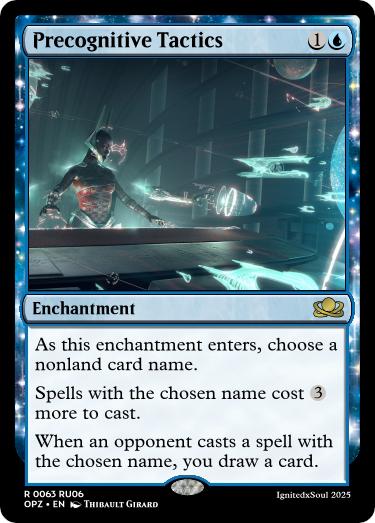 Precognitive Tactics 1
Enchantment
As this enchantment enters, choose a
nonland card name.
Spells with the chosen name cost 3
more to cast.
When an opponent casts a spell with
the chosen name, you draw a card.
R 0063 RU06
OPZ • EN Thibault Girard
IgnitedxSoul 2025